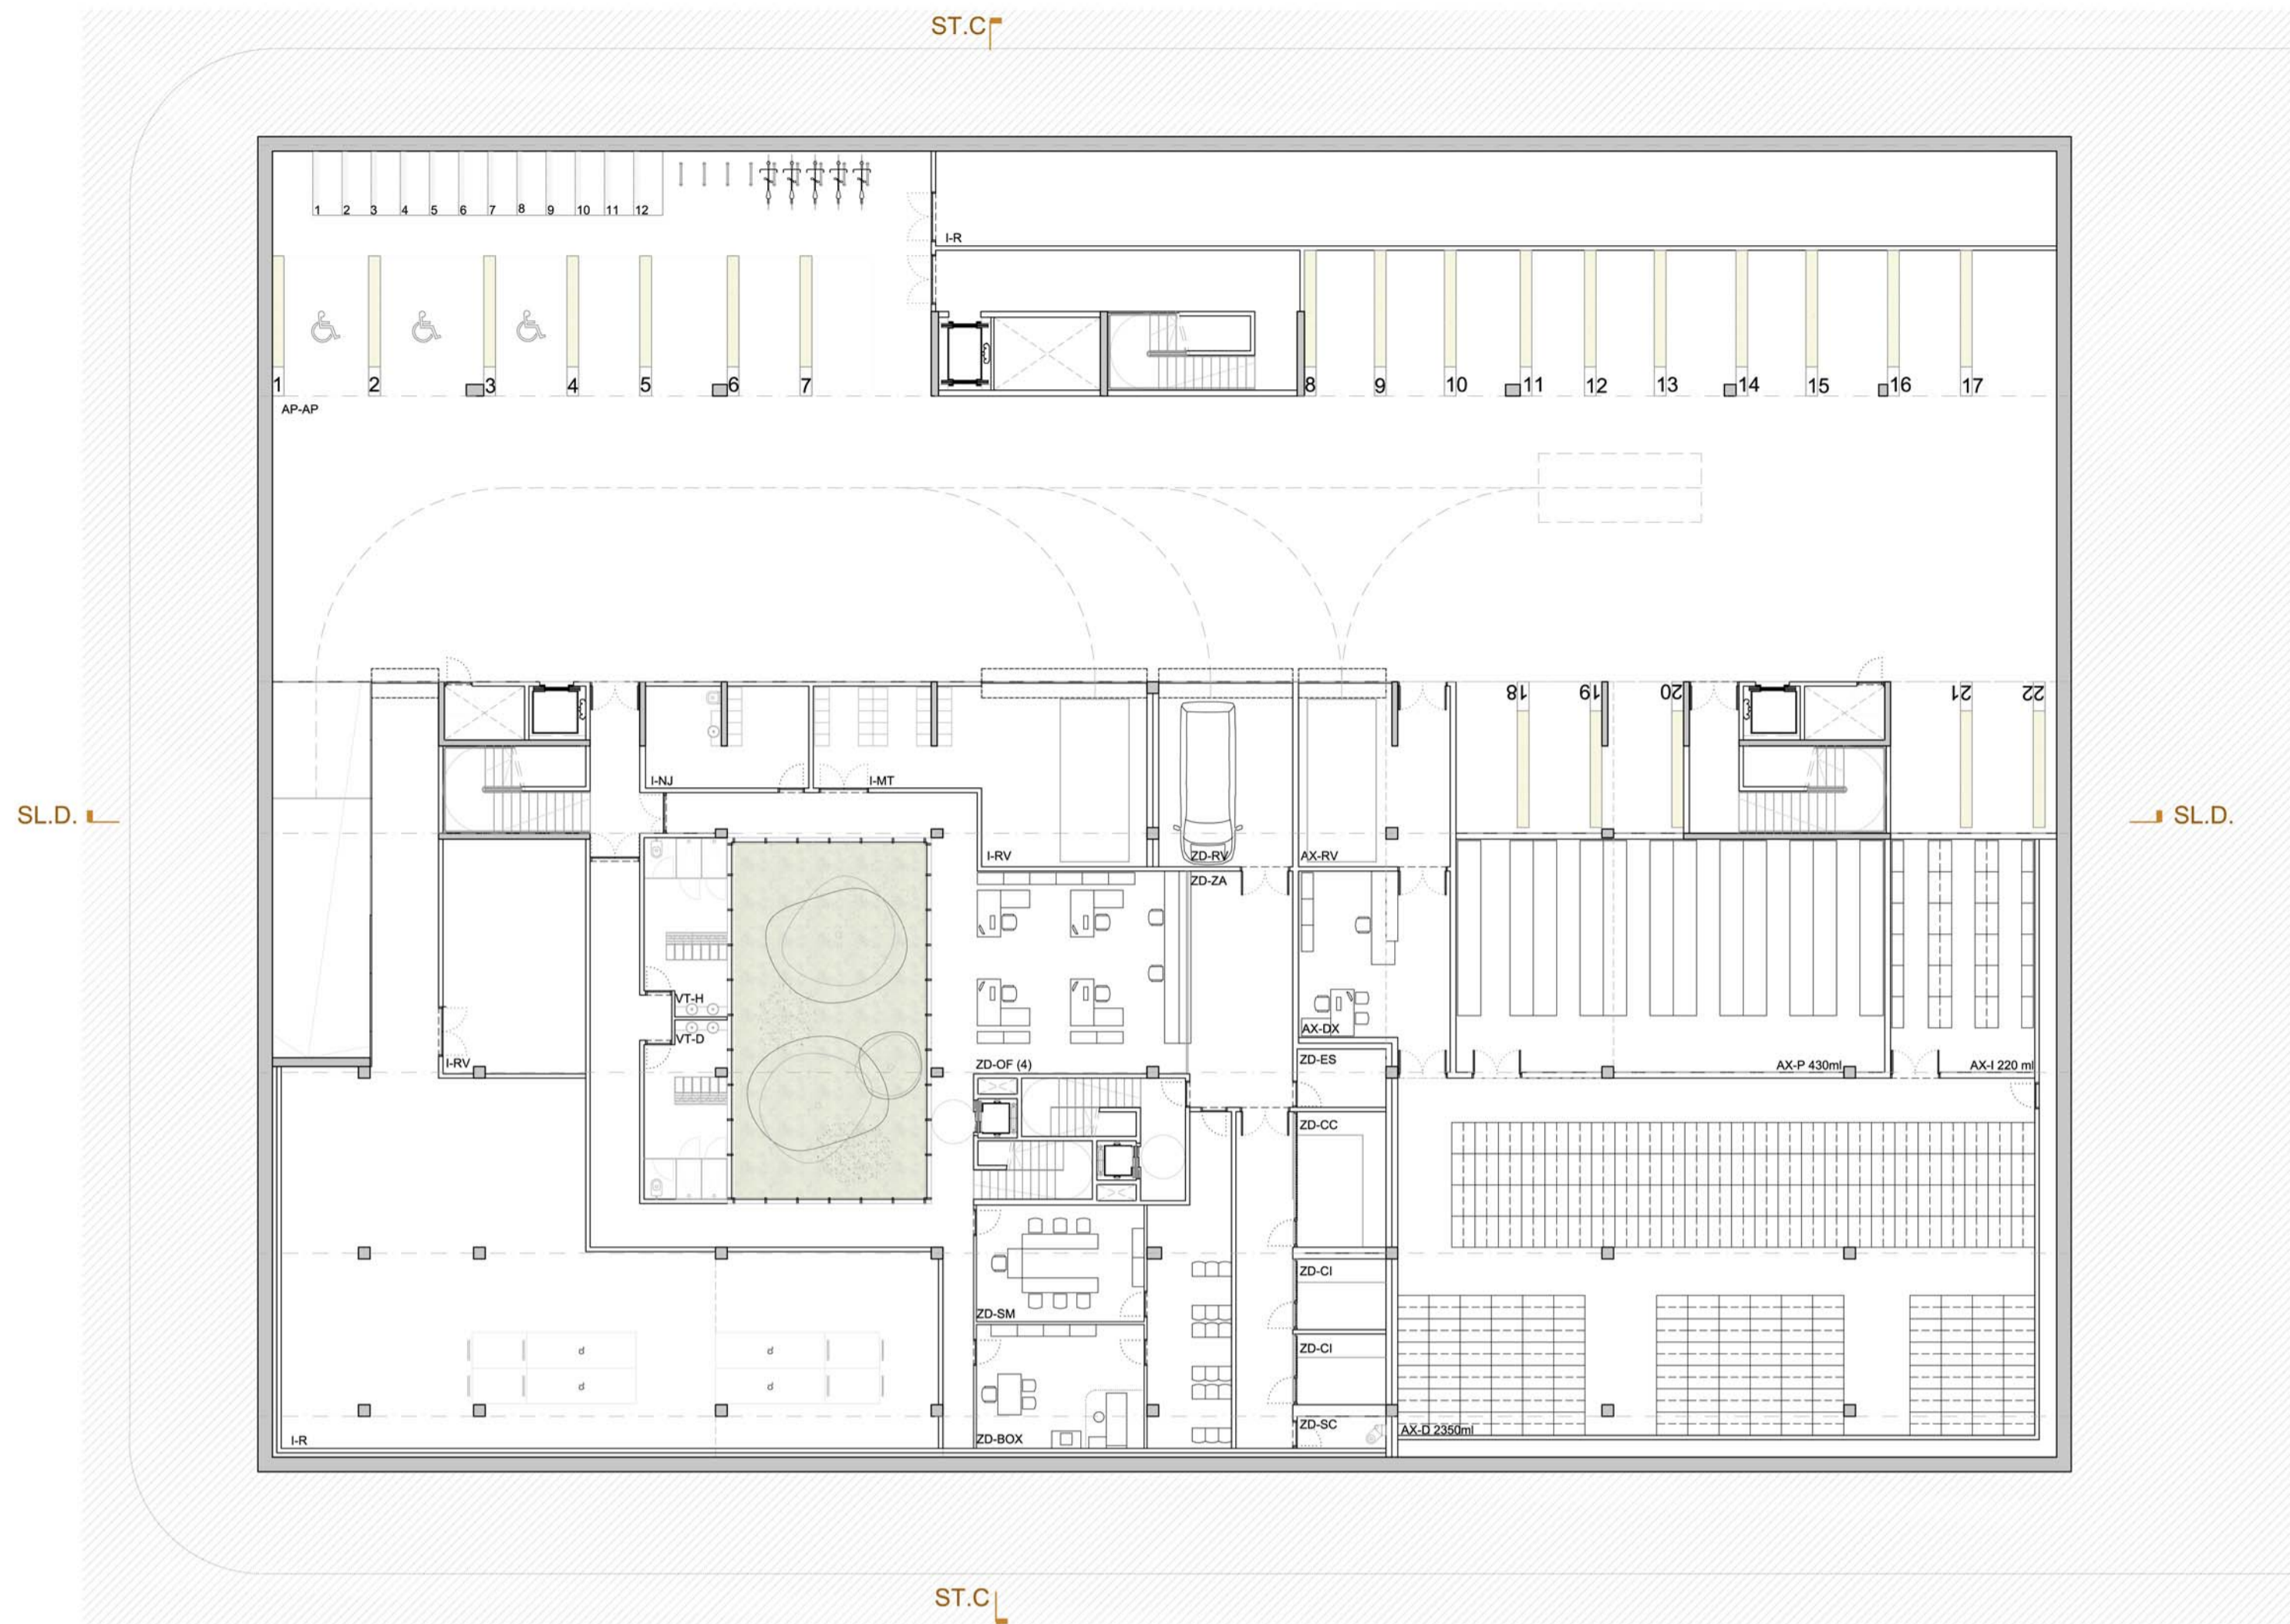 ST.C
1 2 3 4 5 6 7 8 9 10 11 12
I-R
1 2 3 4 5 6 7 8 9 10 11 12 13 14 15 16 17
AP-AP
18 19 20 21 22
I-NJ
I-MT
SL.D.
SL.D.
I-RV
ZD-RV
AX-RV
ZD-ZA
VT-H
AX-DX
VT-D
I-RV
ZD-OF (4)
ZD-ES
AX-P 430ml
AX-I 220 ml
ZD-CC
ZD-CI
ZD-SM
ZD-CI
d d
d d
ZD-SC
AX-D 2350ml
I-R
ZD-BOX
ST.C